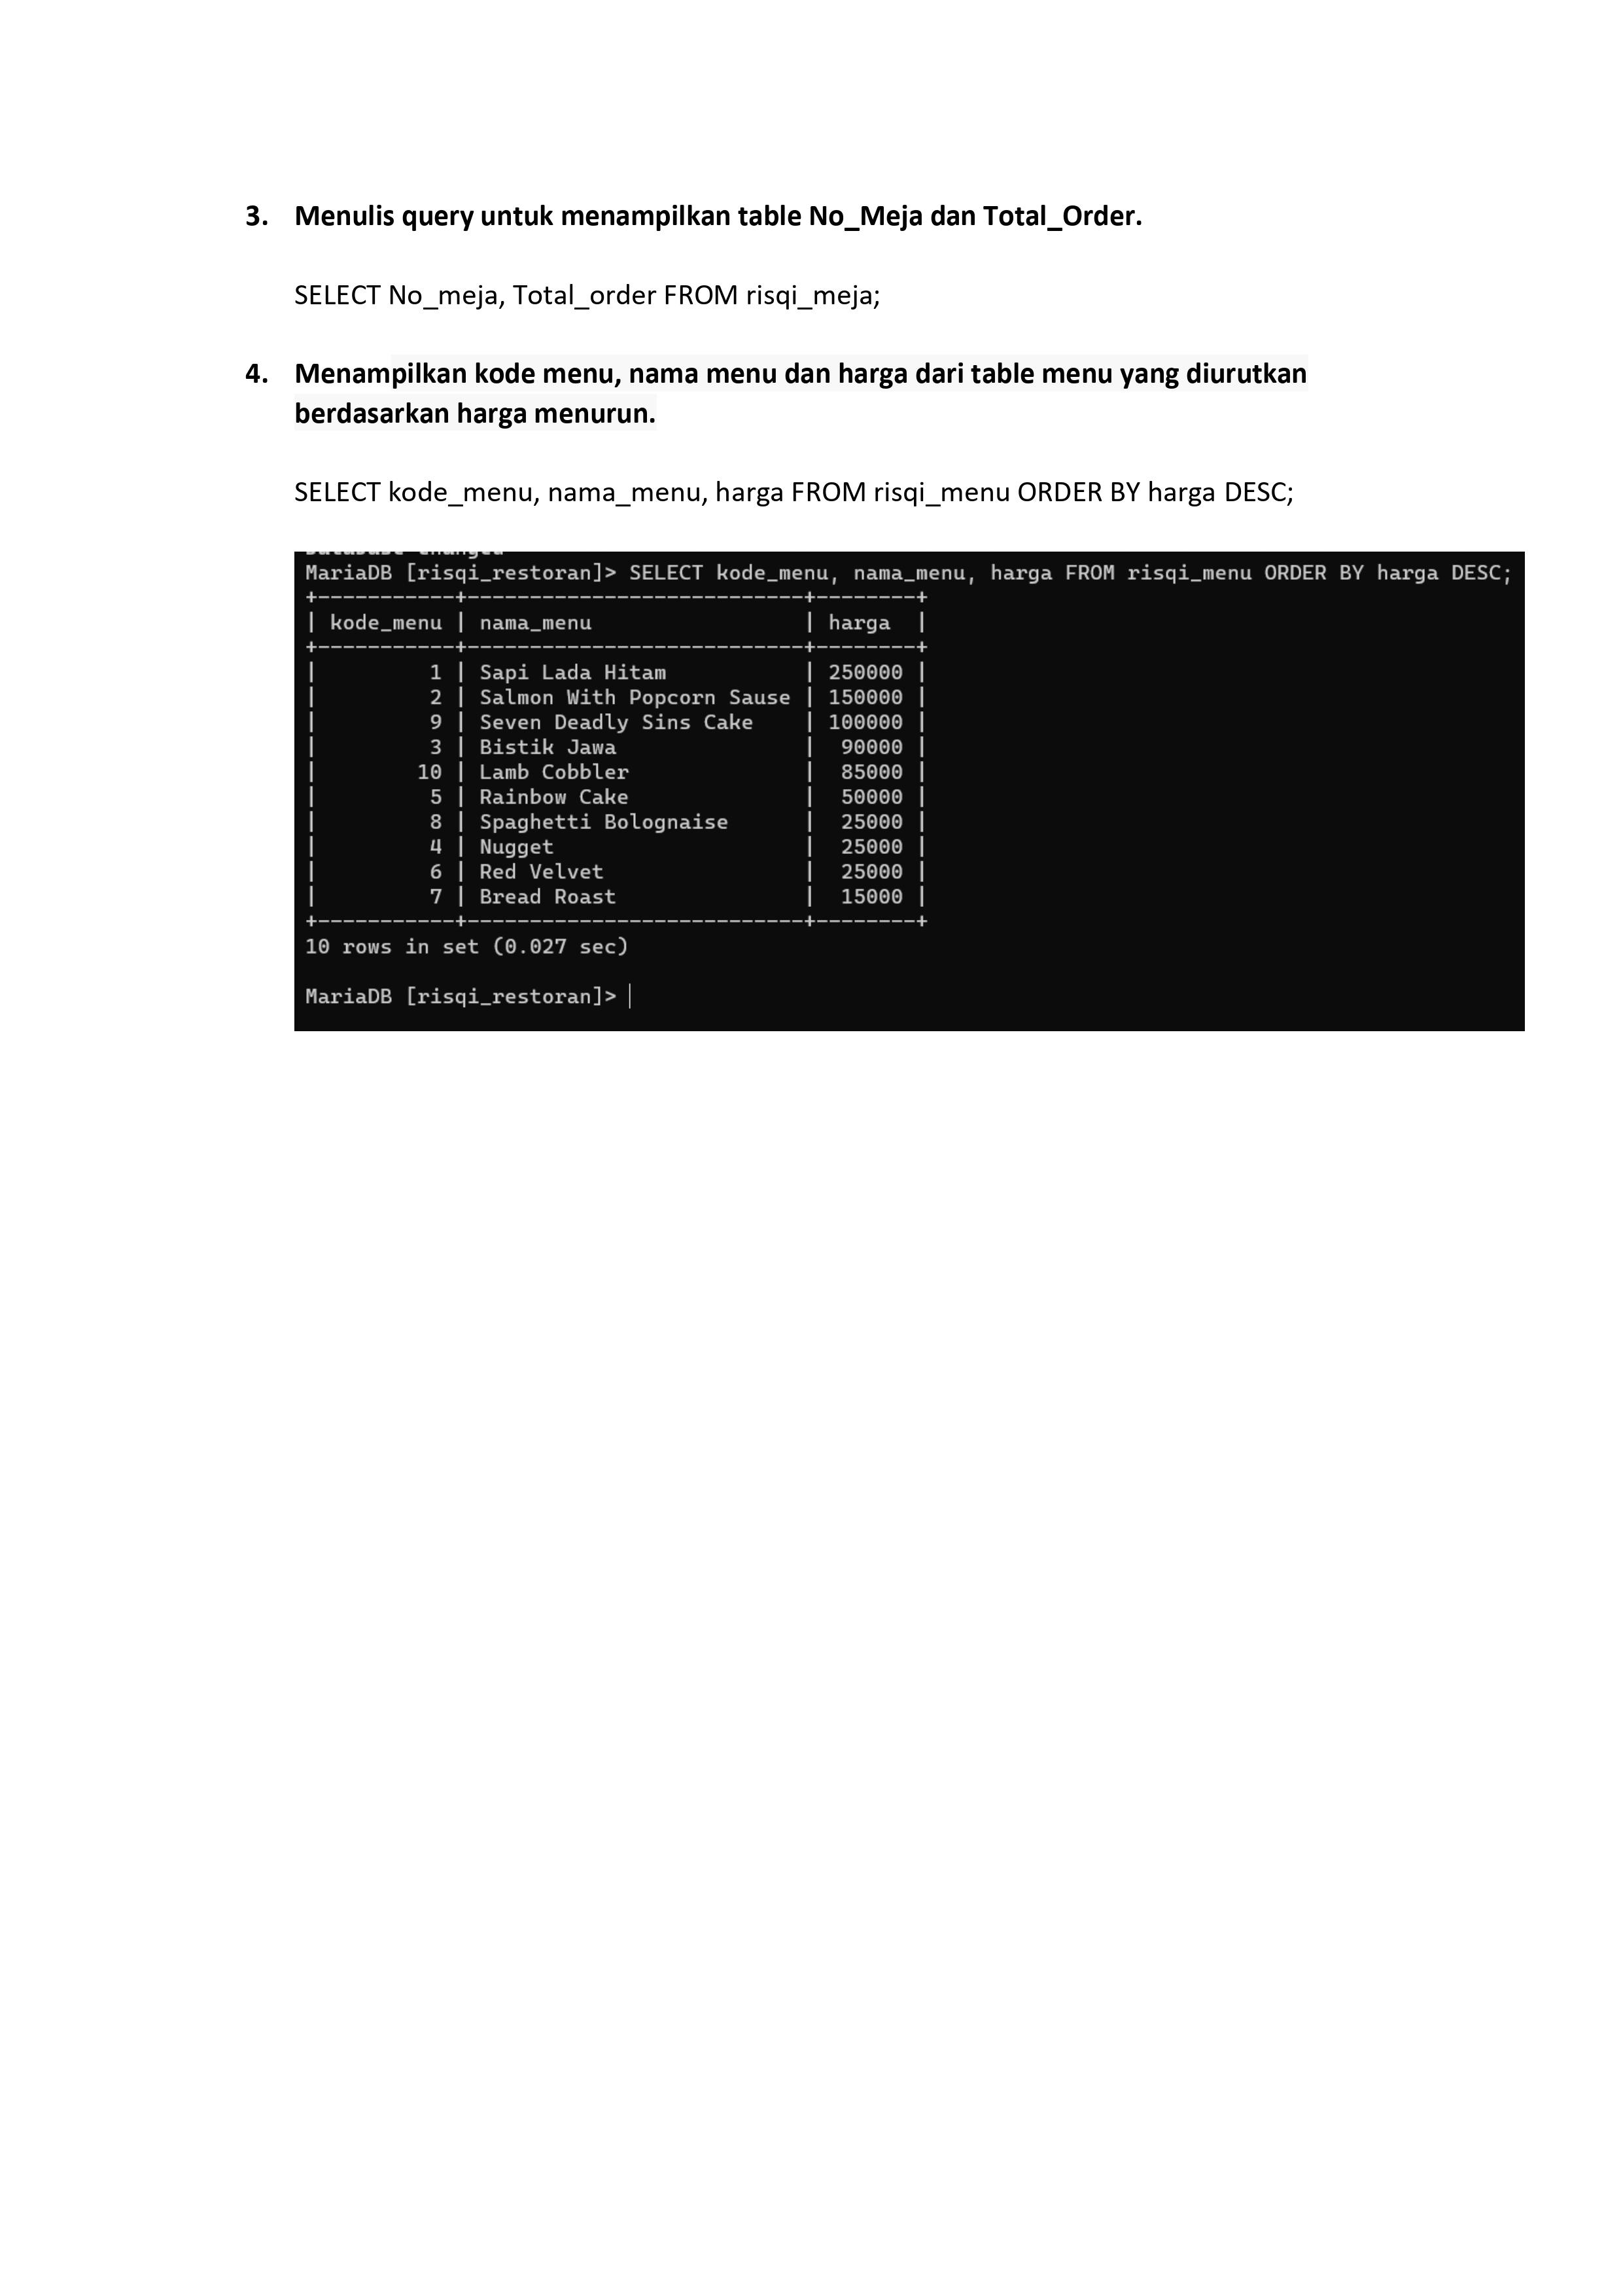 3. Menulis query untuk menampilkan table No_Meja dan Total_Order.
SELECT No_meja, Total_order FROM risqi_meja;
4. Menampilkan kode menu, nama menu dan harga dari table menu yang diurutkan
berdasarkan harga menurun.
SELECT kode_menu, nama_menu, harga FROM risqi_menu ORDER BY harga DESC;
Database changed
MariaDB [risqi_restoran]> SELECT kode_menu, nama_menu, harga FROM risqi_menu ORDER BY harga DESC;
+-----------+---------------------------+--------+
| kode_menu | nama_menu                 | harga  |
+-----------+---------------------------+--------+
|         1 | Sapi Lada Hitam           | 250000 |
|         2 | Salmon With Popcorn Sause | 150000 |
|         9 | Seven Deadly Sins Cake    | 100000 |
|         3 | Bistik Jawa               |  90000 |
|        10 | Lamb Cobbler              |  85000 |
|         5 | Rainbow Cake              |  50000 |
|         8 | Spaghetti Bolognaise      |  25000 |
|         4 | Nugget                    |  25000 |
|         6 | Red Velvet                |  25000 |
|         7 | Bread Roast               |  15000 |
+-----------+---------------------------+--------+
10 rows in set (0.027 sec)
MariaDB [risqi_restoran]>